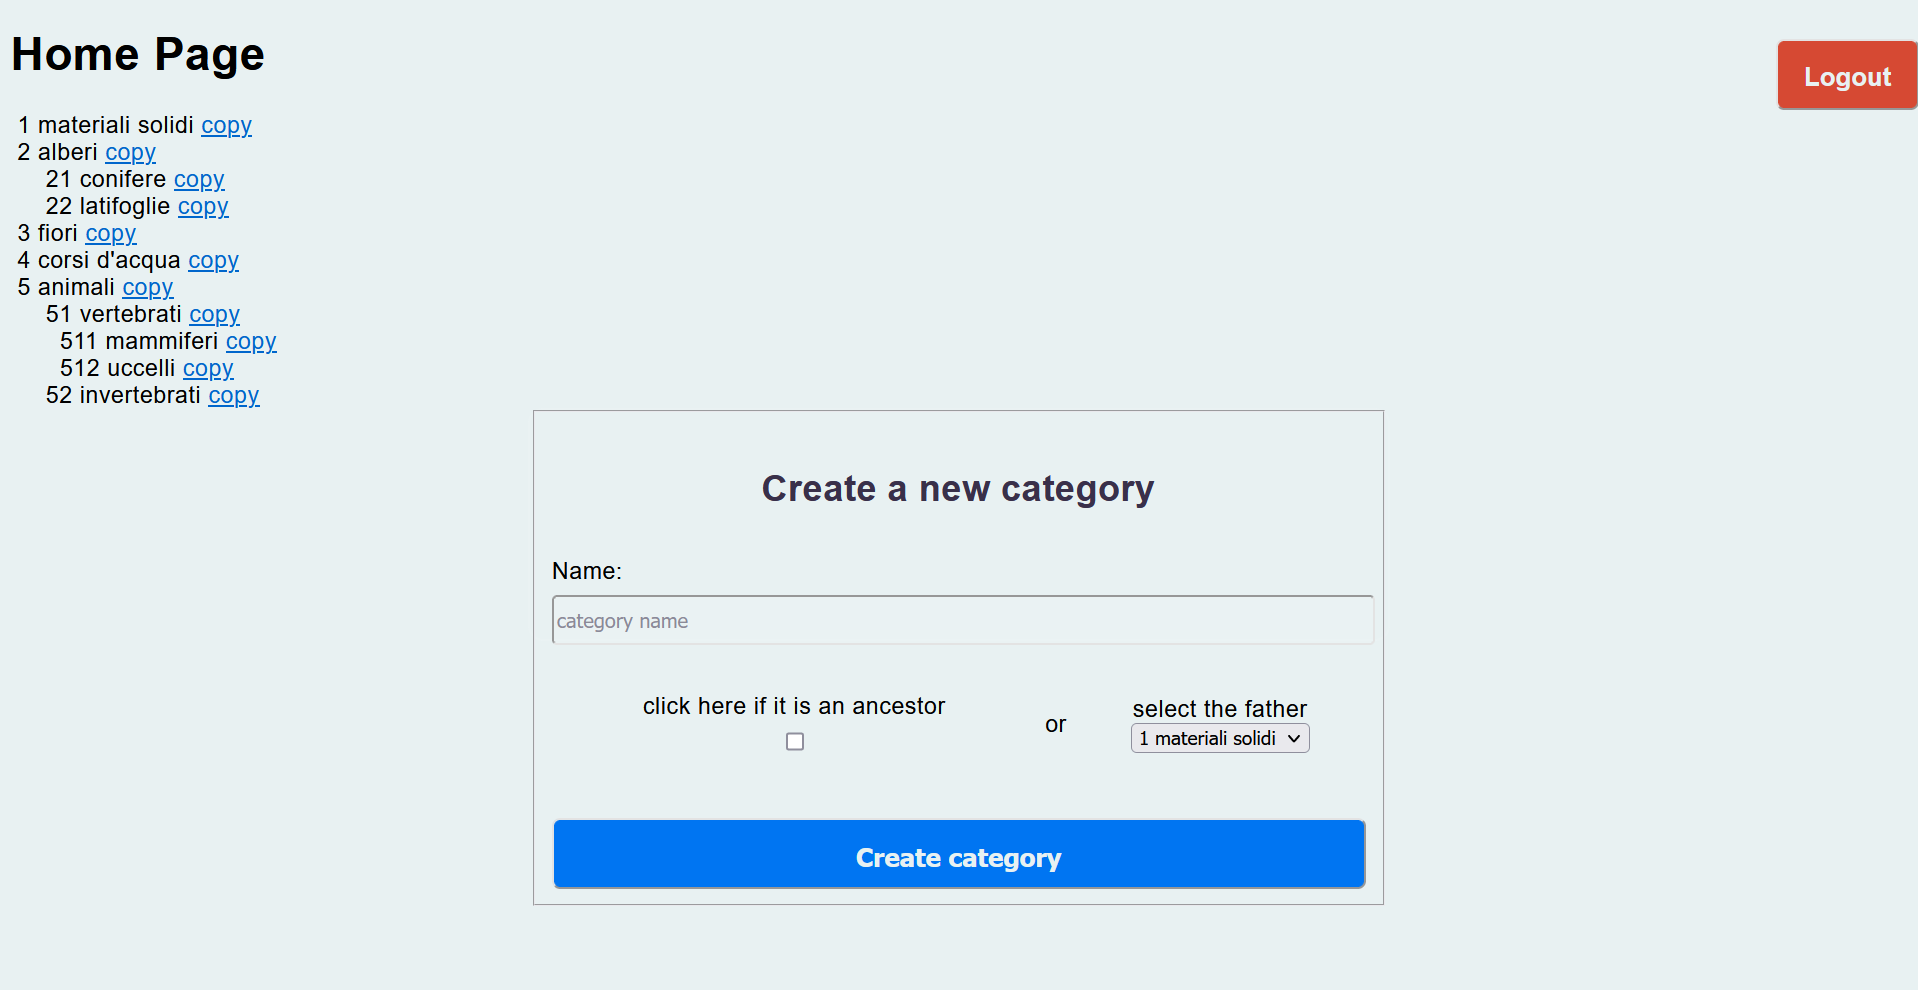 Home Page
Logout
1 materiali solidi copy
2 alberi copy
21 conifere copy
22 latifoglie copy
3 fiori copy
4 corsi d'acqua copy
5 animali copy
51 vertebrati copy
511 mammiferi copy
512 uccelli copy
52 invertebrati copy
Create a new category
Name:
category name
click here if it is an ancestor
or
select the father
1 materiali solidi
Create category